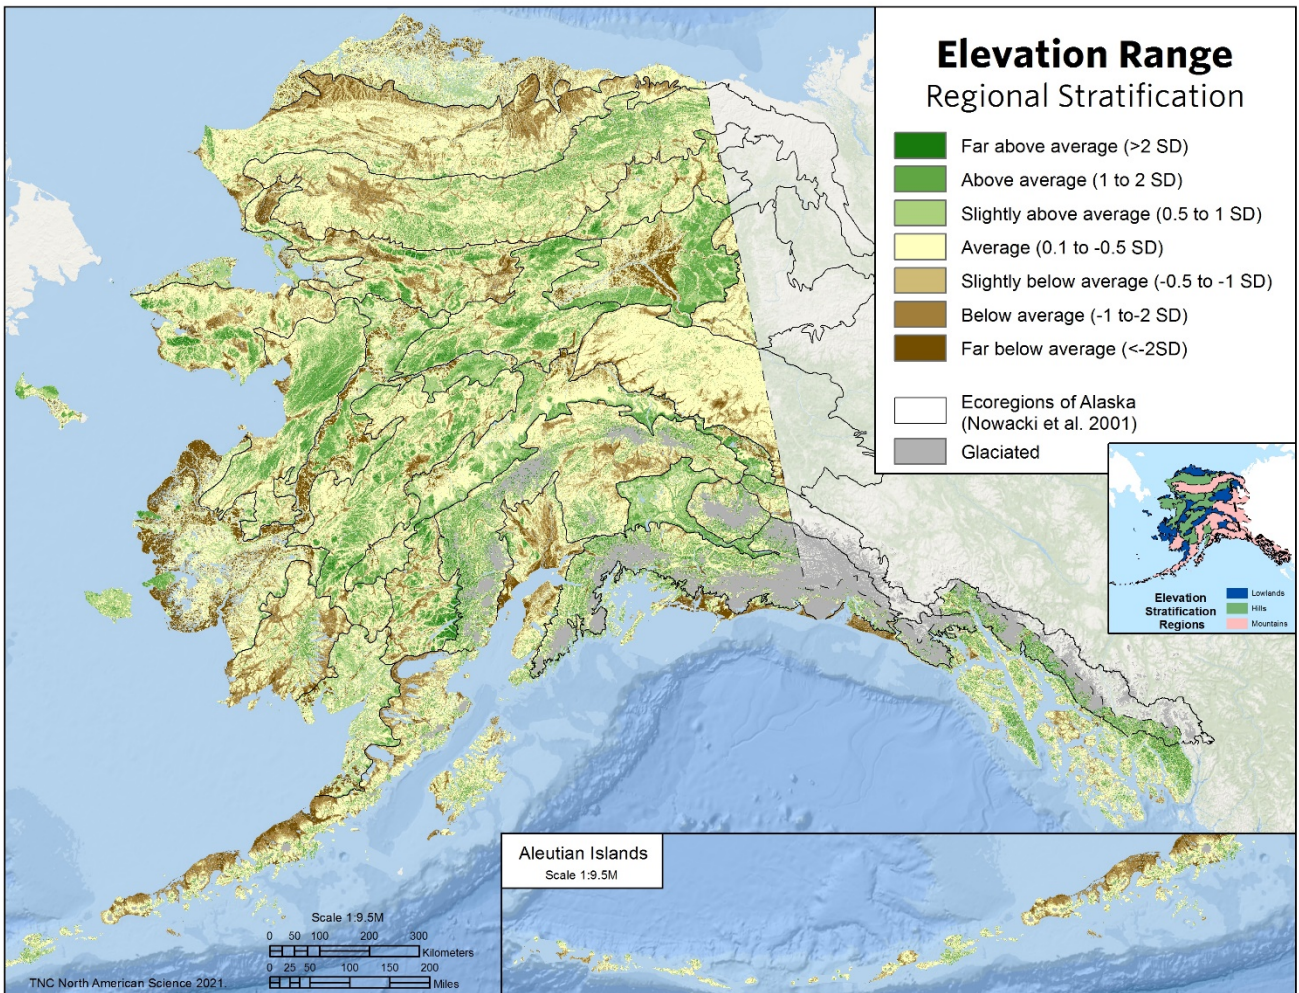 Elevation Range
Regional Stratification
Far above average (>2 SD)
Above average (1 to 2 SD)
Slightly above average (0.5 to 1 SD)
Average (0.1 to -0.5 SD)
Slightly below average (-0.5 to -1 SD)
Below average (-1 to-2 SD)
Far below average (<-2SD)
Ecoregions of Alaska
(Nowacki et al. 2001)
Glaciated
Elevation
Stratification
Regions
Lowlands
Hills
Mountains
Aleutian Islands
Scale 1:9.5M
Scale 1:9.5M
0 50 100 200 300
Kilometers
0 25 50 100 150 200
Miles
TNC North American Science 2021.